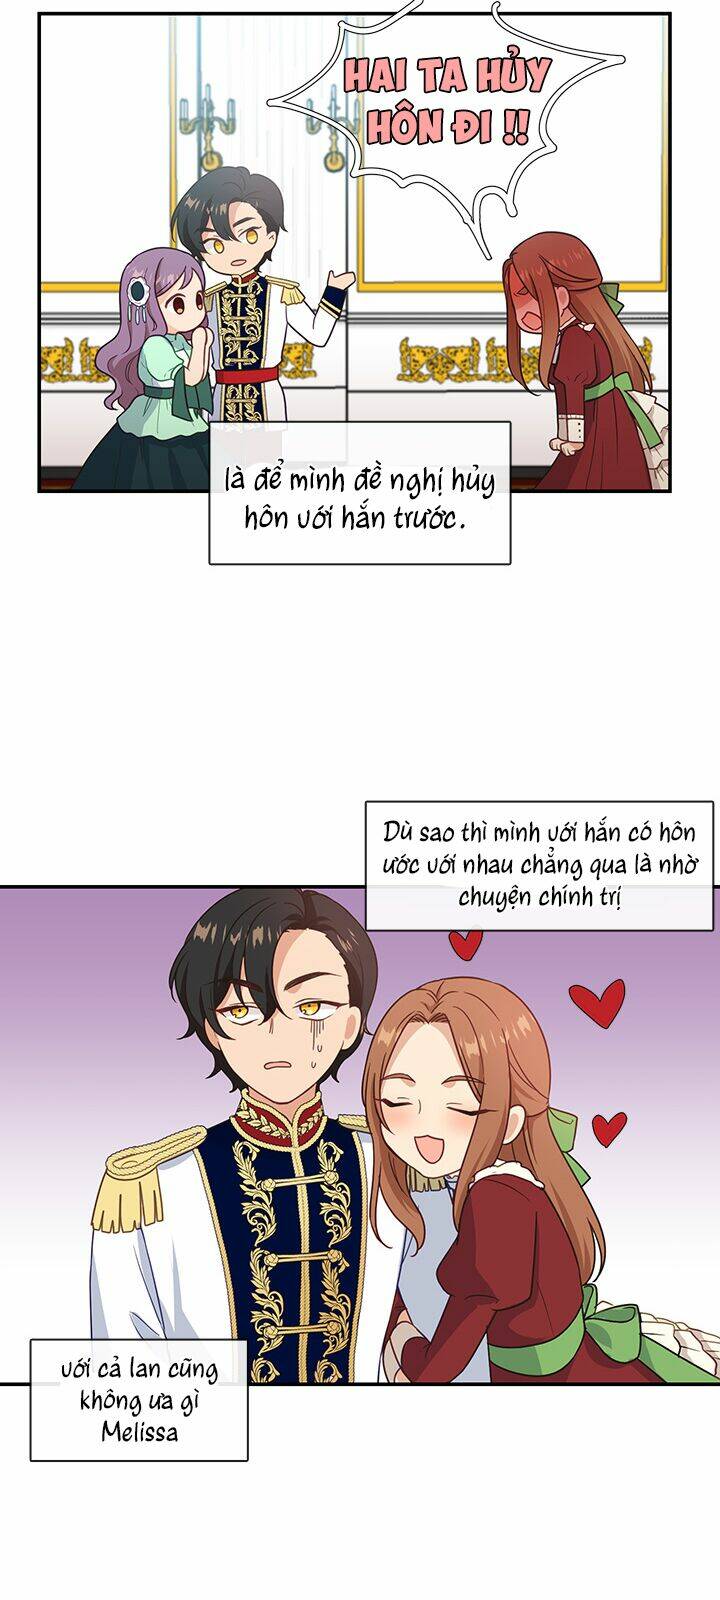 HAI TA HỦY
HÔN ĐI !!
là để mình đề nghị hủy
hôn với hắn trước.
Dù sao thì mình với hắn có hôn
ước với nhau chẳng qua là nhờ
chuyện chính trị
với cả Ian cũng
không ưa gì
Melissa